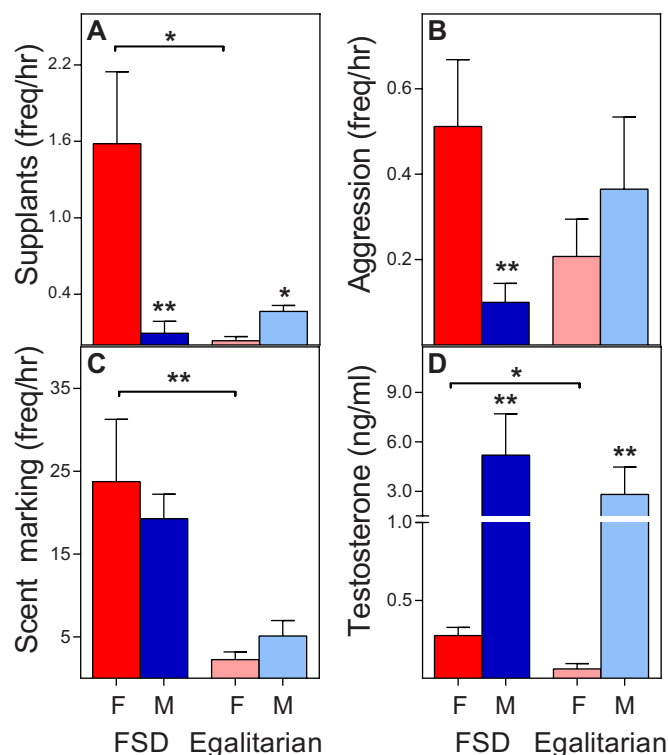 A
Supplants (freq/hr)
2.2
1.6
1.0
0.4
*
**
*
B
Aggression (freq/hr)
0.6
0.4
0.2
**
C
Scent marking (freq/hr)
35
25
15
5
**
D
Testosterone (ng/ml)
9.0
6.0
3.0
1.0
0.5
*
**
**
F M F M
FSD Egalitarian
F M F M
FSD Egalitarian